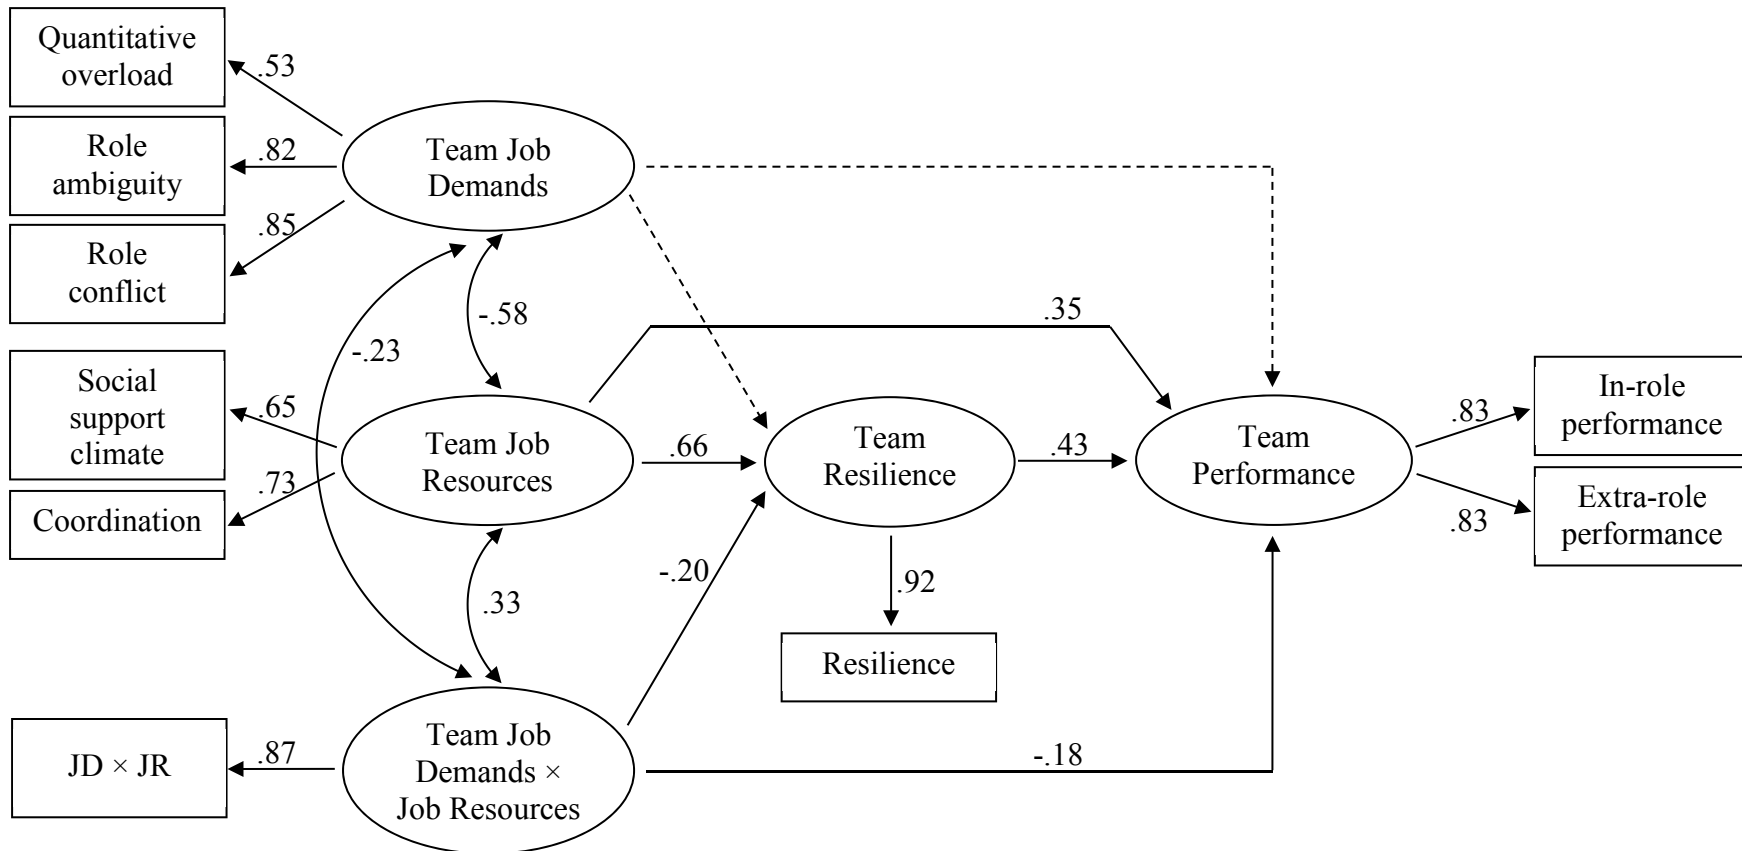 Quantitative
overload
.53
Role
ambiguity
.82
Role
conflict
.85
Team Job
Demands
-.58
-.23
.35
Social
support
climate
.65
Coordination
.73
Team Job
Resources
.66
Team
Resilience
.43
Team
Performance
.83
In-role
performance
.83
Extra-role
performance
-.20
.92
Resilience
.33
JD × JR
.87
Team Job
Demands ×
Job Resources
-.18